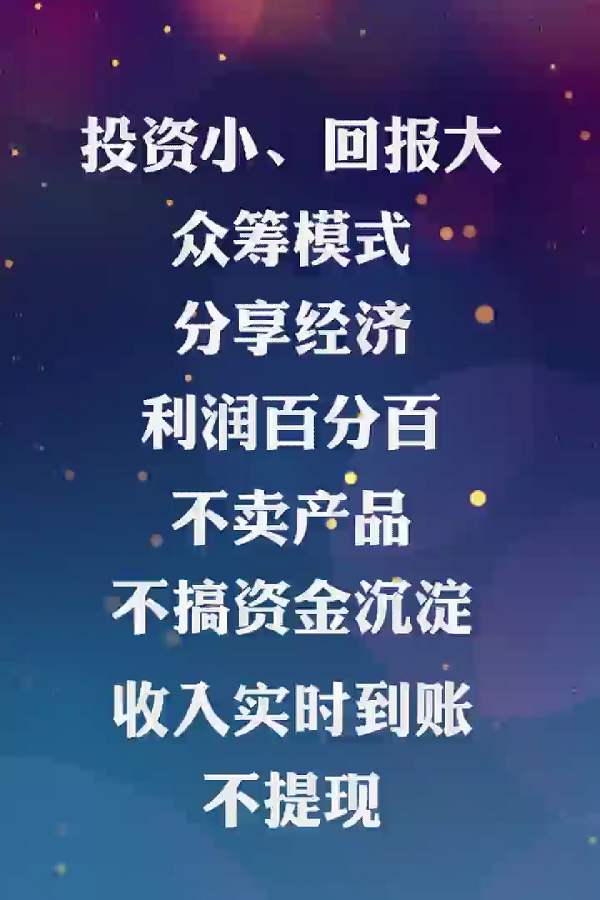 投资小、回报大
众筹模式
分享经济
利润百分百
不卖产品
不搞资金沉淀
收入实时到账
不提现